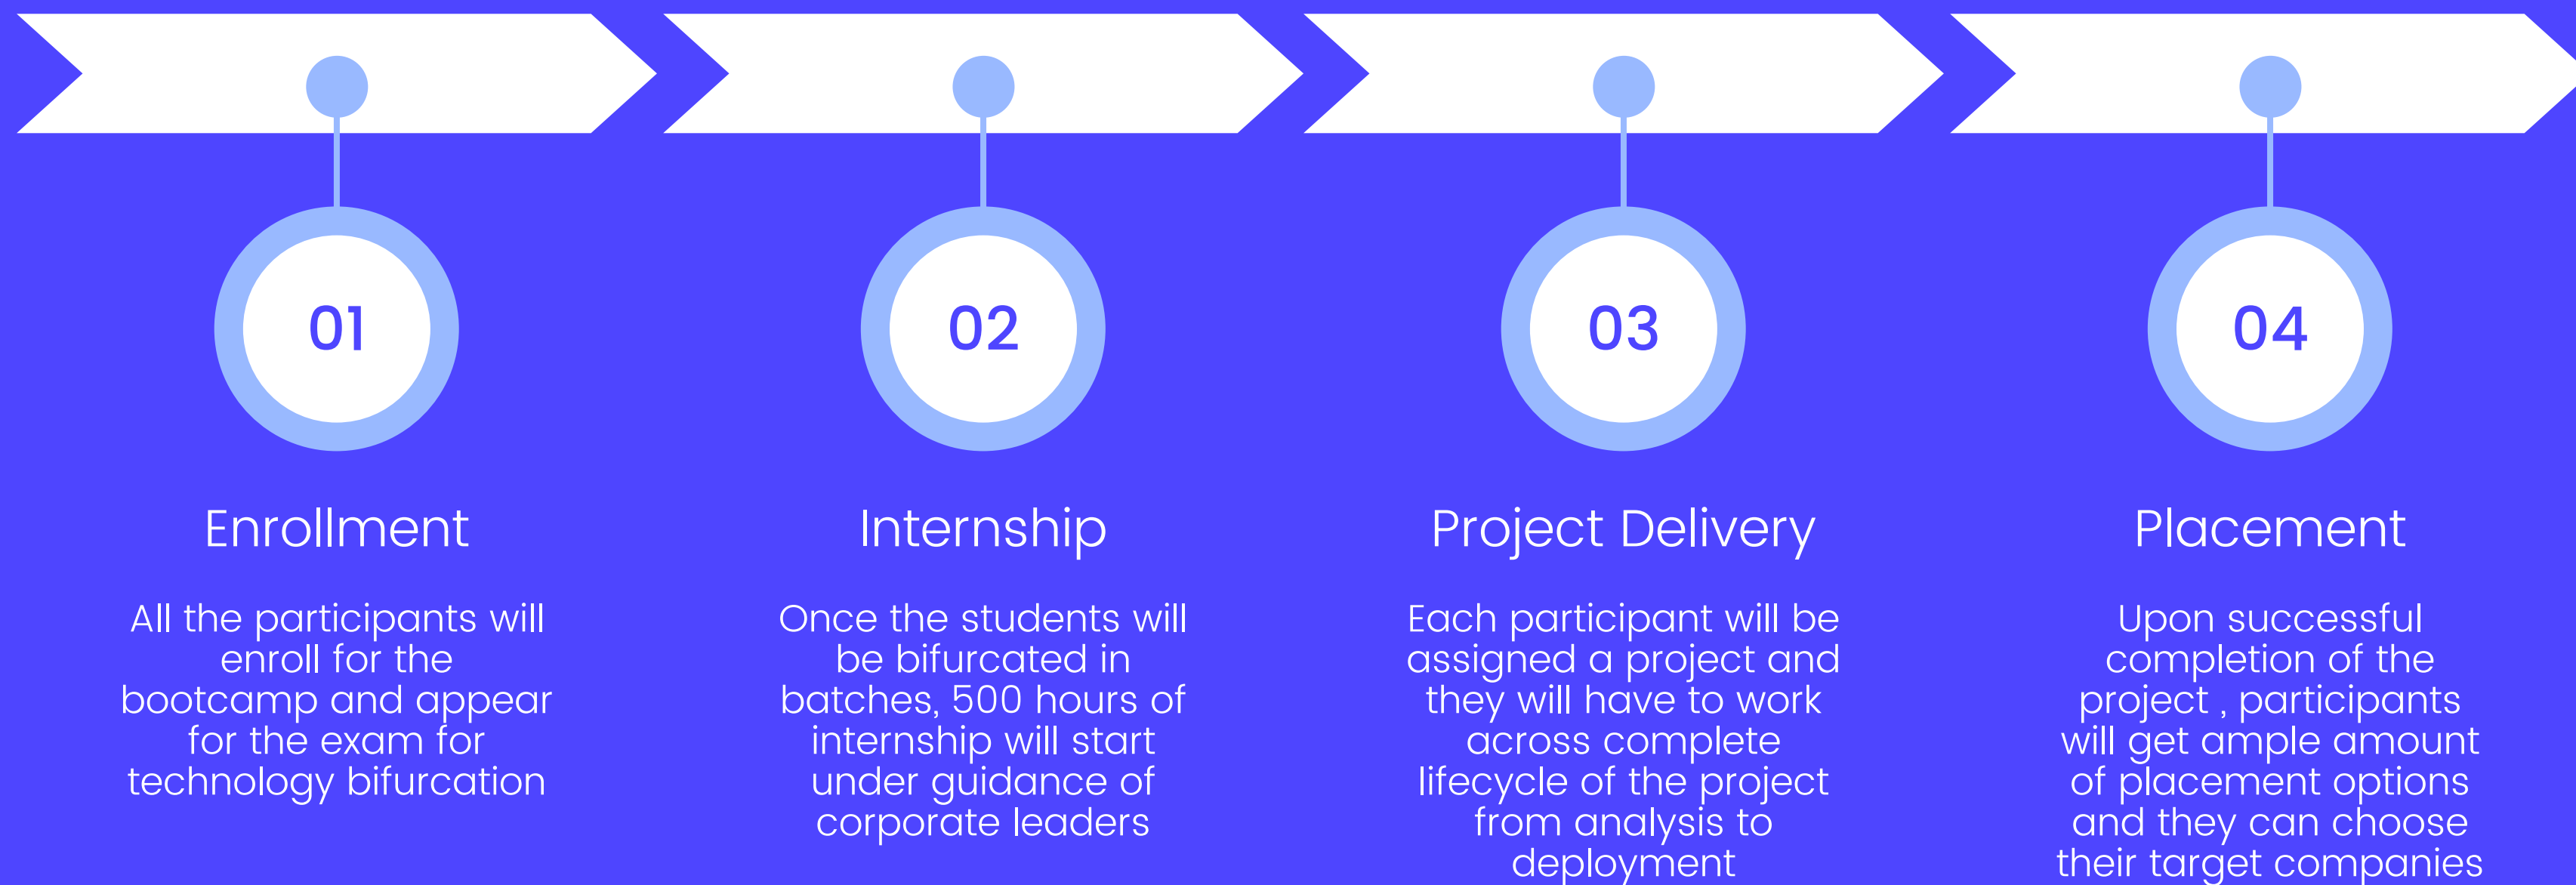 01
Enrollment
All the participants will
enroll for the
bootcamp and appear
for the exam for
technology bifurcation
02
Internship
Once the students will
be bifurcated in
batches, 500 hours of
internship will start
under guidance of
corporate leaders
03
Project Delivery
Each participant will be
assigned a project and
they will have to work
across complete
lifecycle of the project
from analysis to
deployment
04
Placement
Upon successful
completion of the
project , participants
will get ample amount
of placement options
and they can choose
their target companies